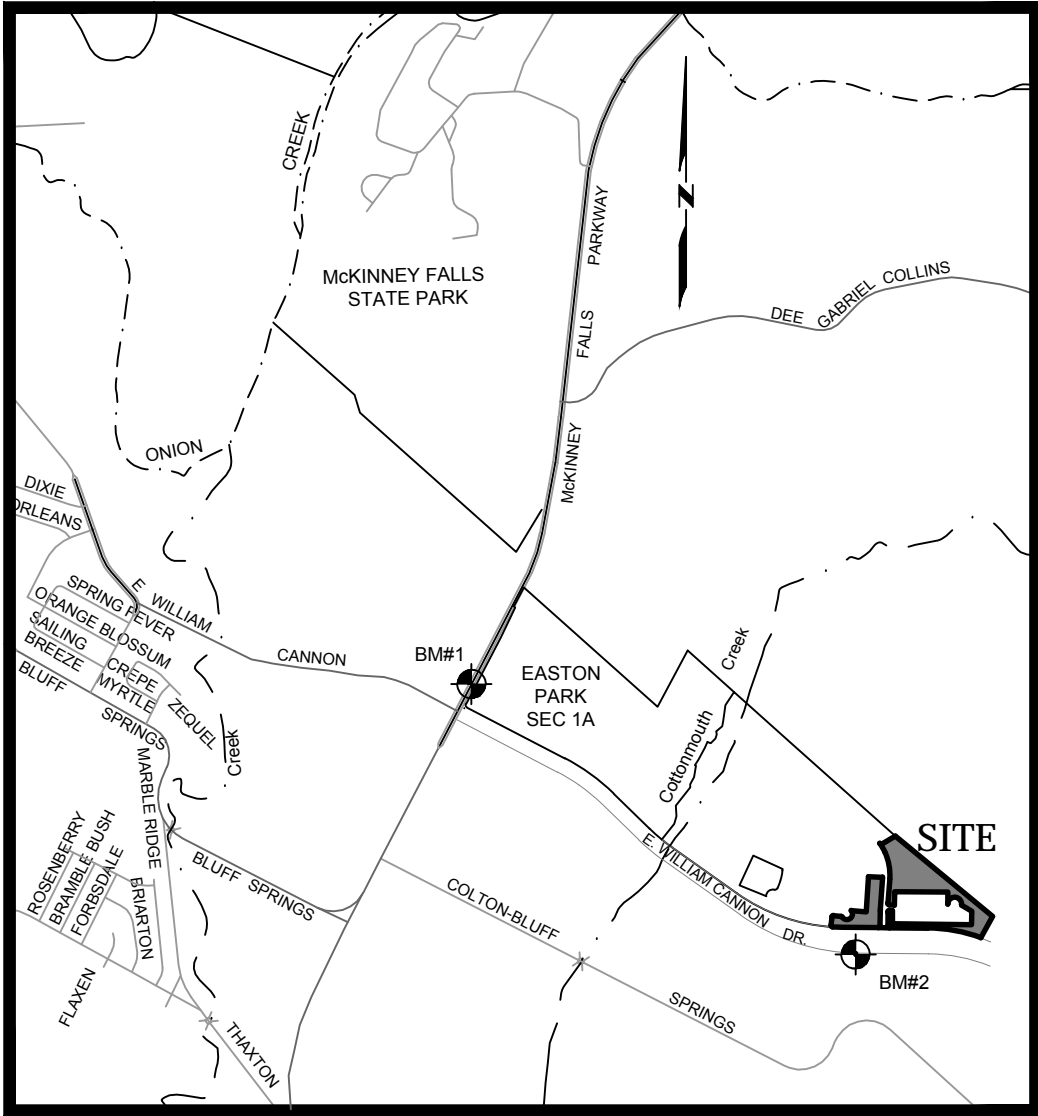 CREEK
N
PARKWAY
McKINNEY FALLS
STATE PARK
GABRIEL COLLINS
DEE
FALLS
ONION
McKINNEY
DIXIE
ORLEANS
E WILLIAM
SPRING FEVER
ORANGE BLOSSOM
SAILING
BREEZE
BLUFF
CREPE
MYRTLE
ZEQUEL
SPRINGS
CANNON
BM#1
EASTON
PARK
SEC 1A
Creek
Cottonmouth
Creek
MARBLE RIDGE
ROSENBERRY
BRAMBLE BUSH
FORBSDALE
BRIARTON
BLUFF SPRINGS
COLTON-BLUFF
E. WILLIAM CANNON
DR.
SITE
BM#2
FLAXEN
THAXTON
SPRINGS